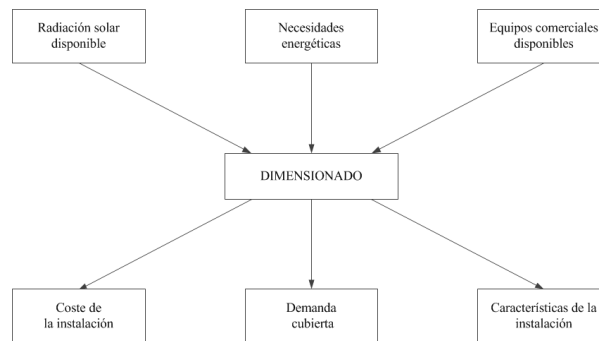 Radiación solar
disponible
Necesidades
energéticas
Equipos comerciales
disponibles
DIMENSIONADO
Coste de
la instalación
Demanda
cubierta
Características de la
instalación